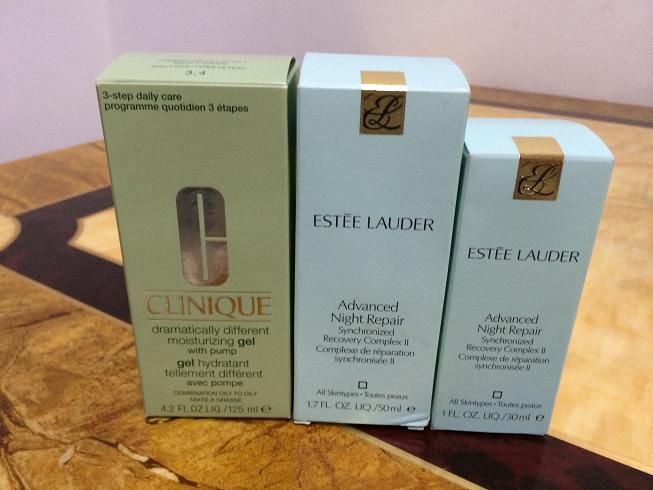 3, 4
3-step daily care
programme quotidien 3 étapes
CLINIQUE
dramatically different
moisturizing gel
with pump
gel hydratant
tellement différent
avec pompe
COMBINATION OILY TO OILY
MIXTE À GRASSE
4.2 FL.OZ.LIQ./125 ml e
ESTĒE LAUDER
Advanced
Night Repair
Synchronized
Recovery Complex II
Complexe de réparation
synchronisée II
All Skintypes • Toutes peaux
1.7 FL. OZ. LIQ./50 ml e
ESTĒE LAUDER
Advanced
Night Repair
Synchronized
Recovery Complex II
Complexe de réparation
synchronisée II
All Skintypes • Toutes peaux
1 FL. OZ. LIQ./30 ml e